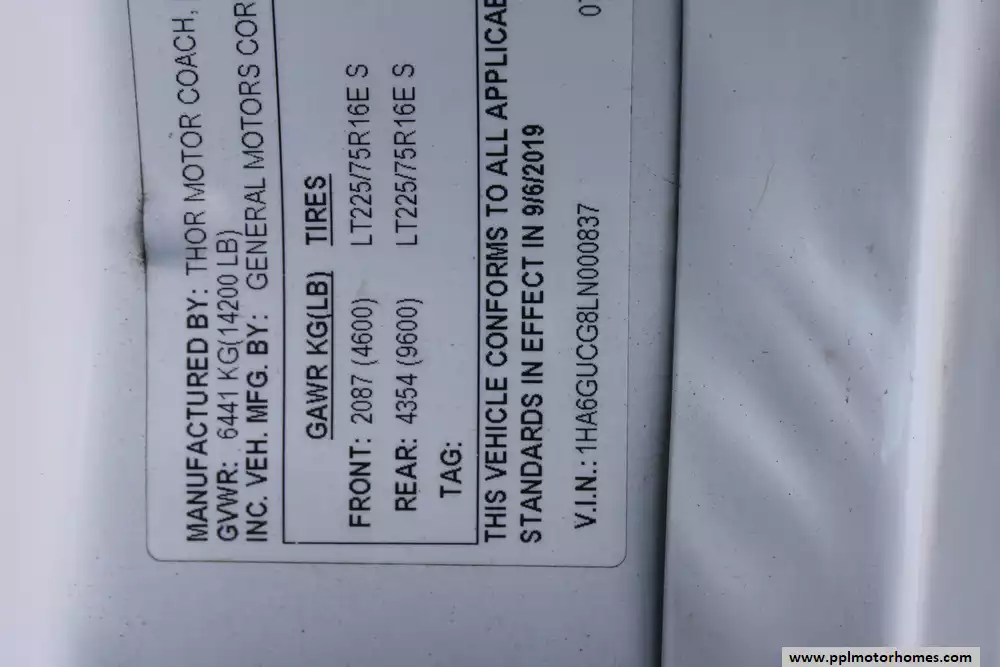 MANUFACTURED BY: THOR MOTOR COACH,
GVWR: 6441 KG(14200 LB)
INC. VEH. MFG. BY: GENERAL MOTORS COR
GAWR KG(LB) TIRES
FRONT: 2087 (4600) LT225/75R16E S
REAR: 4354 (9600) LT225/75R16E S
TAG:
THIS VEHICLE CONFORMS TO ALL APPLICAB
STANDARDS IN EFFECT IN 9/6/2019
V.I.N.: 1HA6GUCG8LN000837
www.pplmotorhomes.com